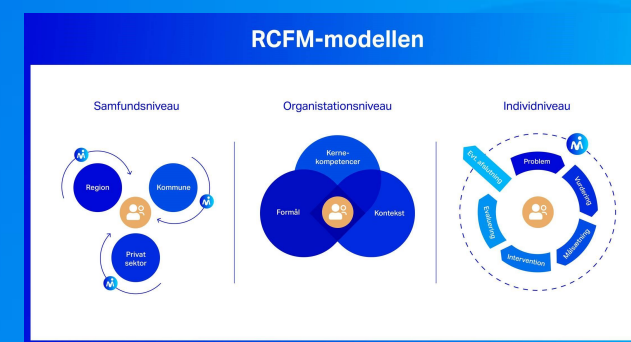 RCFM-modellen
Samfundsniveau
Region
Kommune
Privat
sektor
Organistationsniveau
Kerne-
kompetencer
Formål
Kontekst
Individniveau
Problem
Vurdering
Målsætning
Intervention
Evaluering
Evt. afslutning